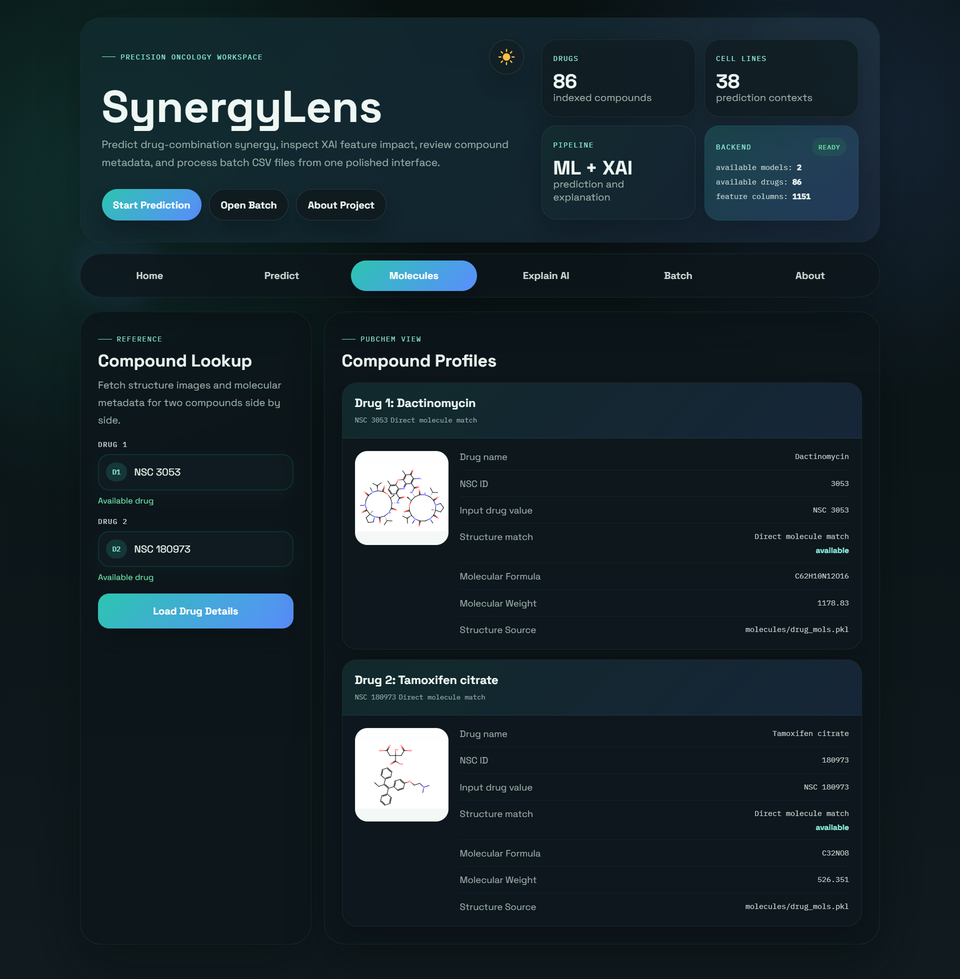 PRECISION ONCOLOGY WORKSPACE
SynergyLens
Predict drug-combination synergy, inspect XAI feature impact, review compound
metadata, and process batch CSV files from one polished interface.
Start Prediction
Open Batch
About Project
DRUGS
86
indexed compounds
CELL LINES
38
prediction contexts
PIPELINE
ML + XAI
prediction and
explanation
BACKEND
READY
available models: 2
available drugs: 86
feature columns: 1151
Home
Predict
Molecules
Explain AI
Batch
About
REFERENCE
Compound Lookup
Fetch structure images and molecular
metadata for two compounds side by
side.
DRUG 1
D1 NSC 3053
Available drug
DRUG 2
D2 NSC 180973
Available drug
Load Drug Details
PUBCHEM VIEW
Compound Profiles
Drug 1: Dactinomycin
NSC 3053 Direct molecule match
Drug name Dactinomycin
NSC ID 3053
Input drug value NSC 3053
Structure match Direct molecule match
available
Molecular Formula C62H10N12O16
Molecular Weight 1178.83
Structure Source molecules/drug_mols.pkl
Drug 2: Tamoxifen citrate
NSC 180973 Direct molecule match
Drug name Tamoxifen citrate
NSC ID 180973
Input drug value NSC 180973
Structure match Direct molecule match
available
Molecular Formula C32NO8
Molecular Weight 526.351
Structure Source molecules/drug_mols.pkl